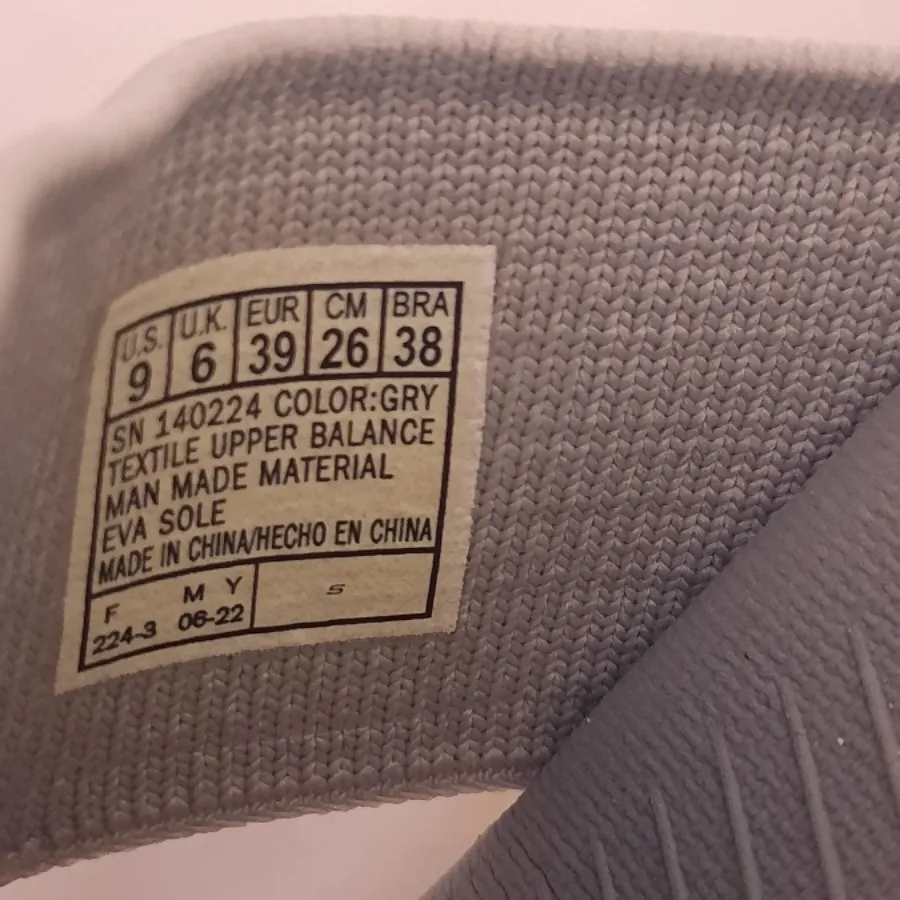 U.S. U.K. EUR CM BRA
9 6 39 26 38
SN 140224 COLOR:GRY
TEXTILE UPPER BALANCE
MAN MADE MATERIAL
EVA SOLE
MADE IN CHINA/HECHO EN CHINA
F M Y S
224-3 06-22